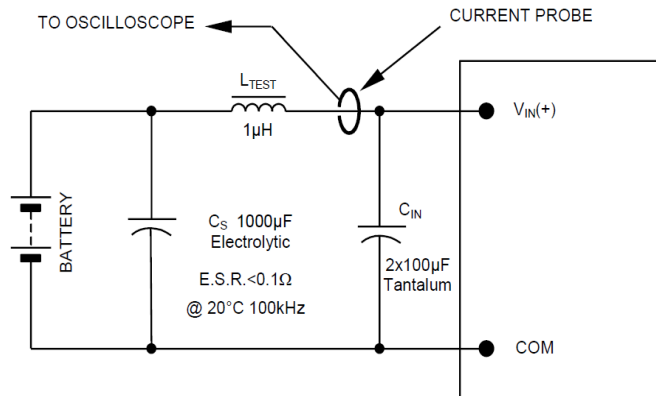 TO OSCILLOSCOPE
CURRENT PROBE
LTEST
1µH
VIN(+)
BATTERY
CS 1000µF
Electrolytic
E.S.R.<0.1Ω
@ 20°C 100kHz
CIN
2x100µF
Tantalum
COM